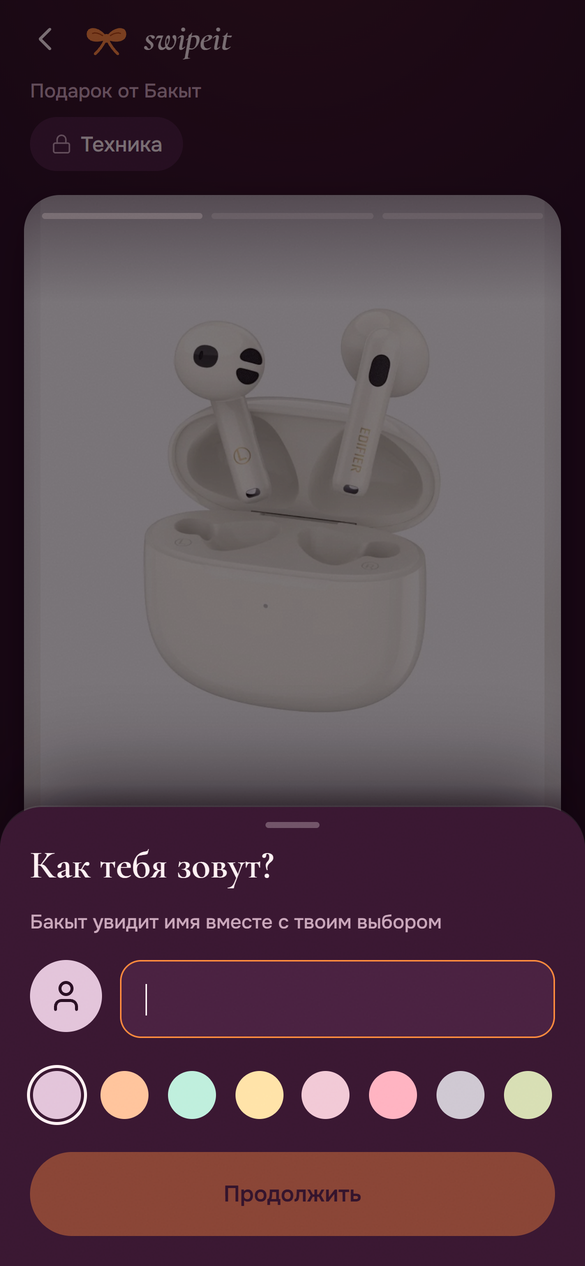 swipeit
Подарок от Бакыт
Техника
L
EDIFIER
Как тебя зовут?
Бакыт увидит имя вместе с твоим выбором
Продолжить